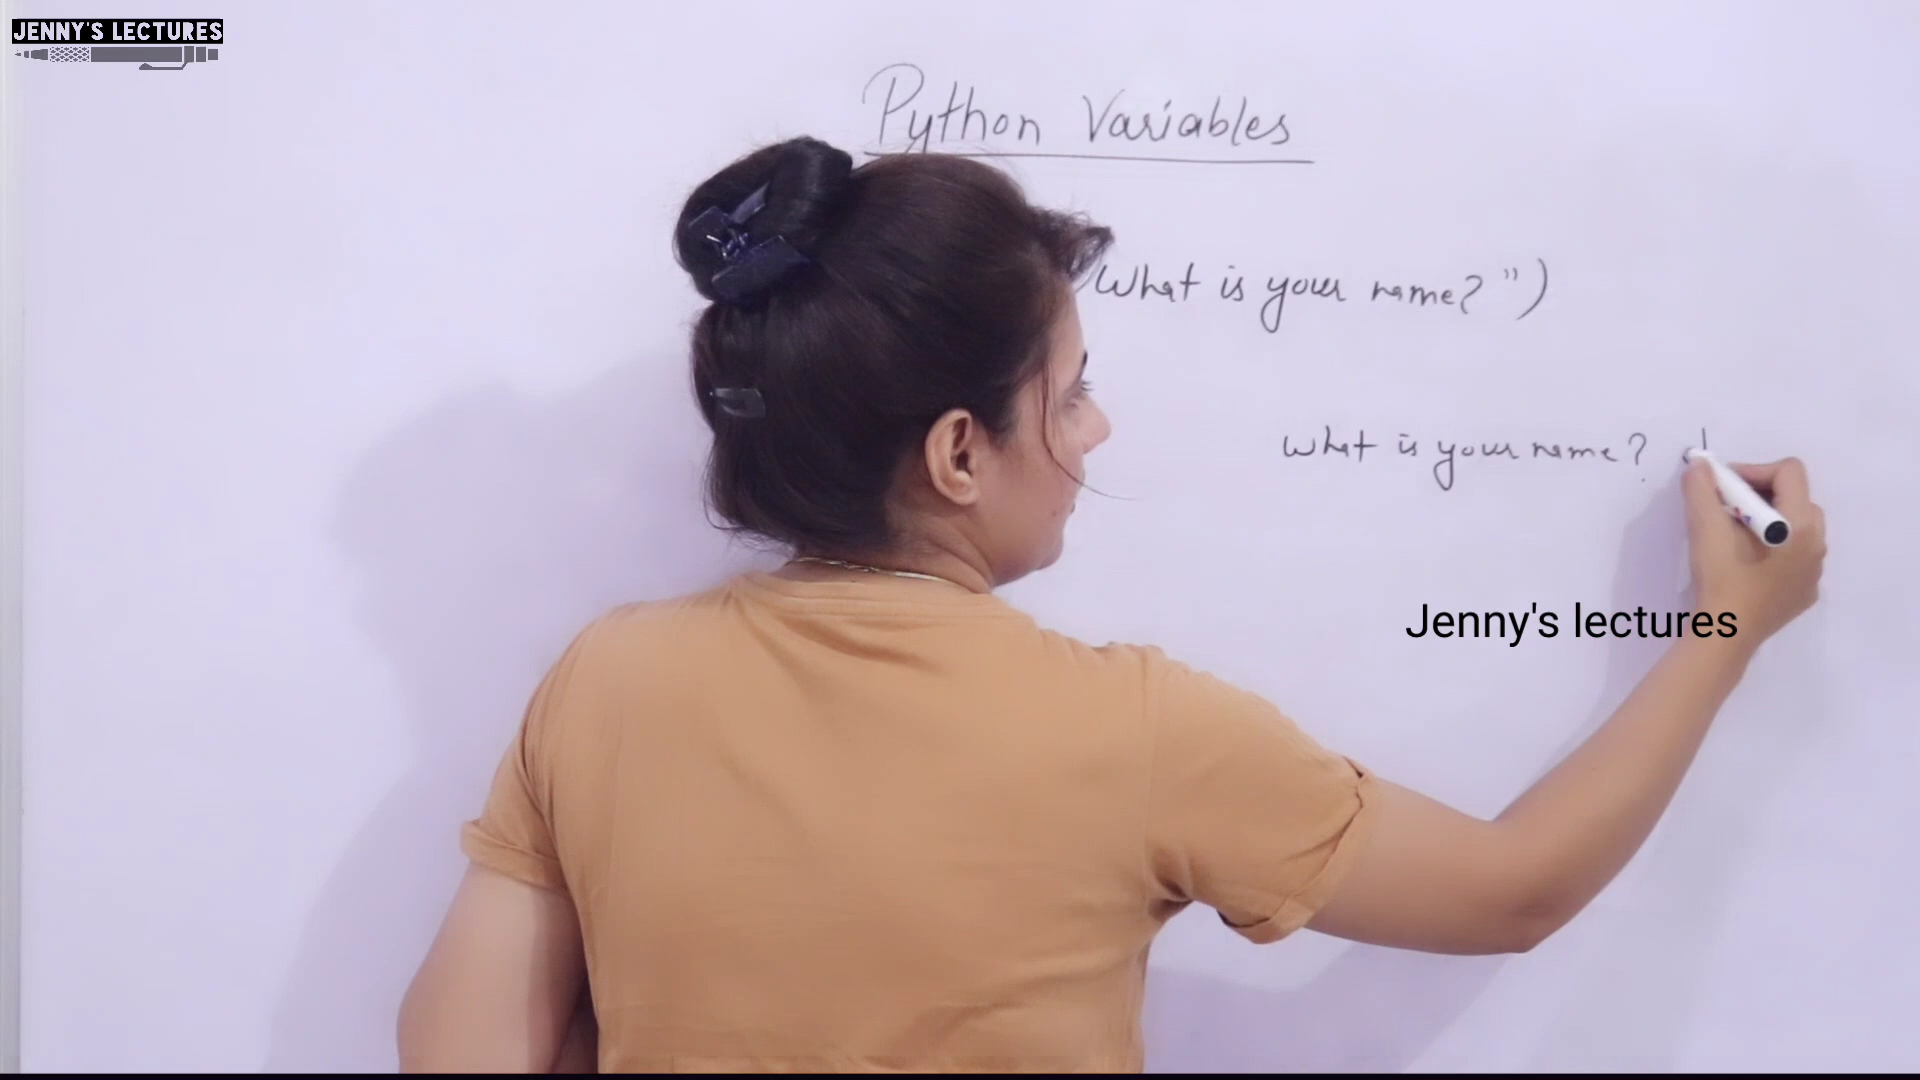 JENNY'S LECTURES
Python Variables
What is your name?")
What is your name?
Jenny's lectures